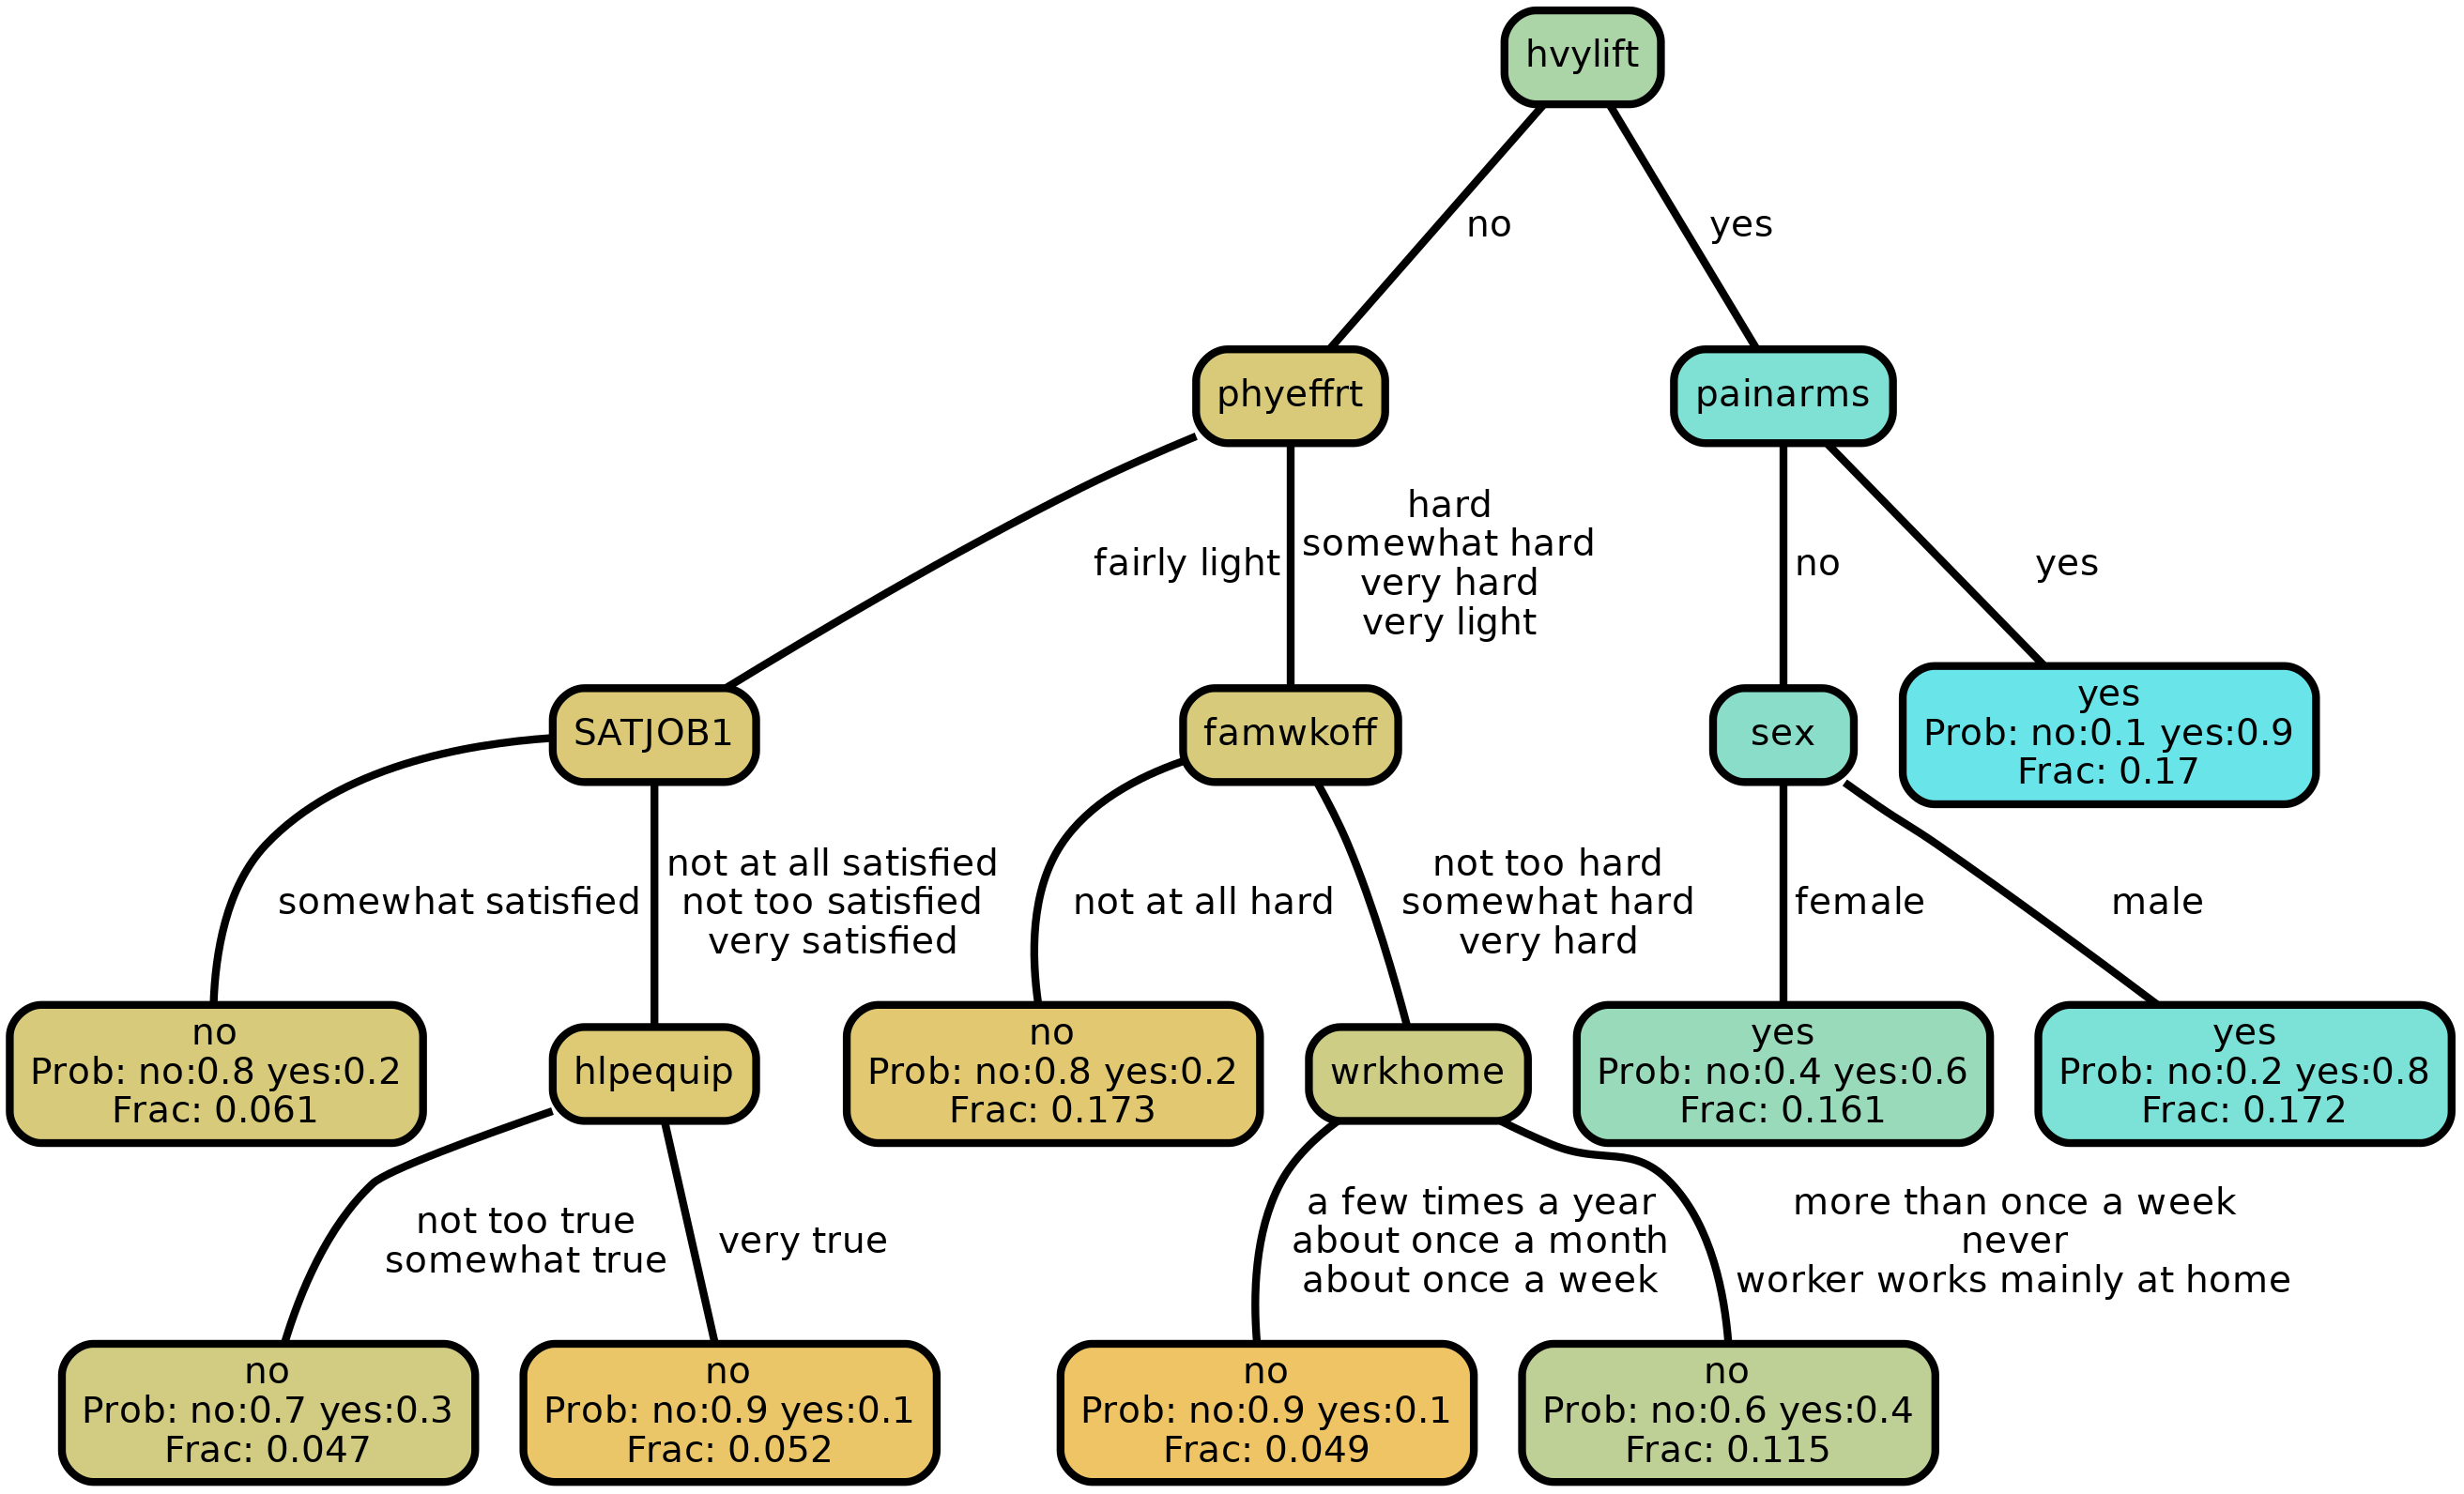 hvylift
no
yes
phyeffrt
painarms
fairly light
hard
somewhat hard
very hard
very light
no
yes
SATJOB1
famwkoff
sex
yes
Prob: no:0.1 yes:0.9
Frac: 0.17
somewhat satisfied
not at all satisfied
not too satisfied
very satisfied
not at all hard
not too hard
somewhat hard
very hard
female
male
no
Prob: no:0.8 yes:0.2
Frac: 0.061
hlpequip
no
Prob: no:0.8 yes:0.2
Frac: 0.173
wrkhome
yes
Prob: no:0.4 yes:0.6
Frac: 0.161
yes
Prob: no:0.2 yes:0.8
Frac: 0.172
not too true
somewhat true
very true
a few times a year
about once a month
about once a week
more than once a week
never
worker works mainly at home
no
Prob: no:0.7 yes:0.3
Frac: 0.047
no
Prob: no:0.9 yes:0.1
Frac: 0.052
no
Prob: no:0.9 yes:0.1
Frac: 0.049
no
Prob: no:0.6 yes:0.4
Frac: 0.115